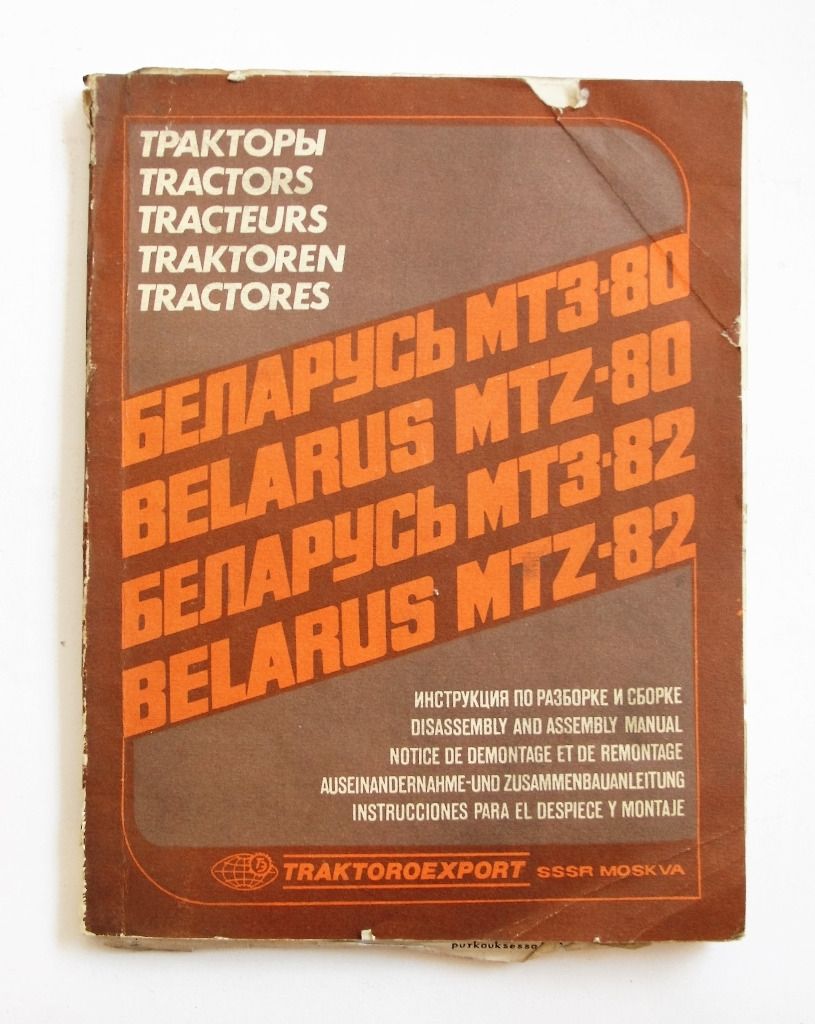 ТРАКТОРЫ
TRACTORS
TRACTEURS
TRAKTOREN
TRACTORES
БЕЛАРУСЬ МТЗ-80
BELARUS MTZ-80
БЕЛАРУСЬ МТЗ-82
BELARUS MTZ-82
ИНСТРУКЦИЯ ПО РАЗБОРКЕ И СБОРКЕ
DISASSEMBLY AND ASSEMBLY MANUAL
NOTICE DE DEMONTAGE ET DE REMONTAGE
AUSEINANDERNAHME-UND ZUSAMMENBAUANLEITUNG
INSTRUCCIONES PARA EL DESPIECE Y MONTAJE
TRAKTOROEXPORT SSSR MOSKVA
purkauksessa